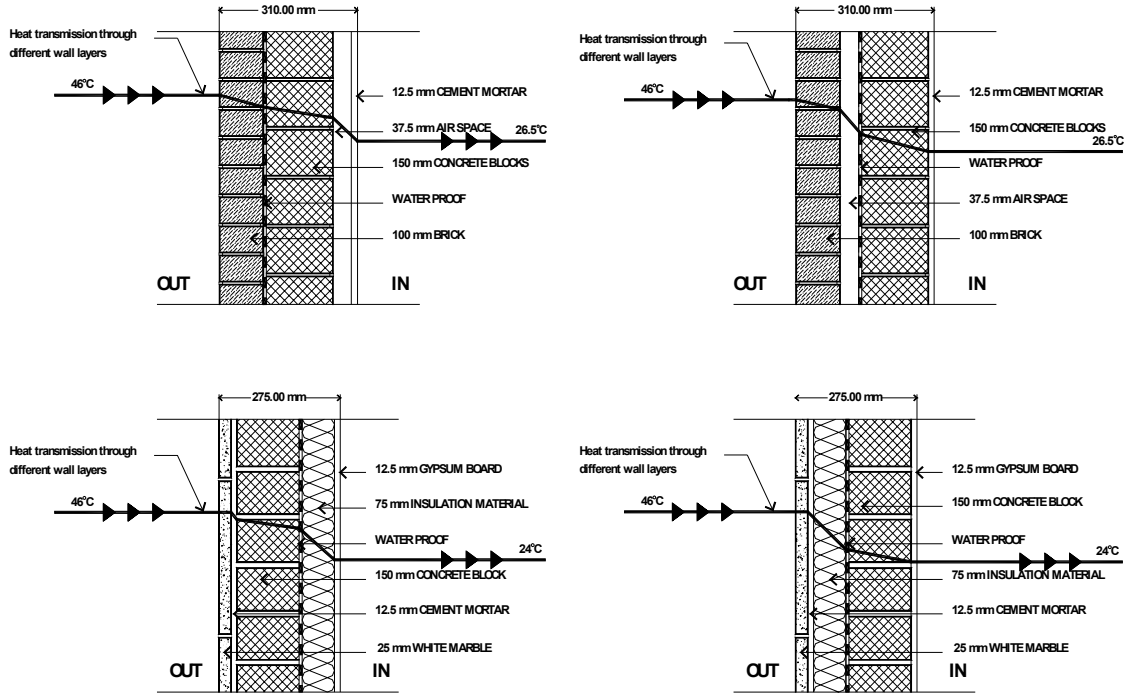 310.00 mm
Heat transmission through
different wall layers
46°C
12.5 mm CEMENT MORTAR
37.5 mm AIR SPACE
26.5°C
150 mm CONCRETE BLOCKS
WATER PROOF
100 mm BRICK
OUT
IN
310.00 mm
Heat transmission through
different wall layers
46°C
12.5 mm CEMENT MORTAR
150 mm CONCRETE BLOCKS
26.5°C
WATER PROOF
37.5 mm AIR SPACE
100 mm BRICK
OUT
IN
275.00 mm
Heat transmission through
different wall layers
46°C
12.5 mm GYPSUM BOARD
75 mm INSULATION MATERIAL
WATER PROOF
24°C
150 mm CONCRETE BLOCK
12.5 mm CEMENT MORTAR
25 mm WHITE MARBLE
OUT
IN
275.00 mm
Heat transmission through
different wall layers
46°C
12.5 mm GYPSUM BOARD
150 mm CONCRETE BLOCK
WATER PROOF
24°C
75 mm INSULATION MATERIAL
12.5 mm CEMENT MORTAR
25 mm WHITE MARBLE
OUT
IN